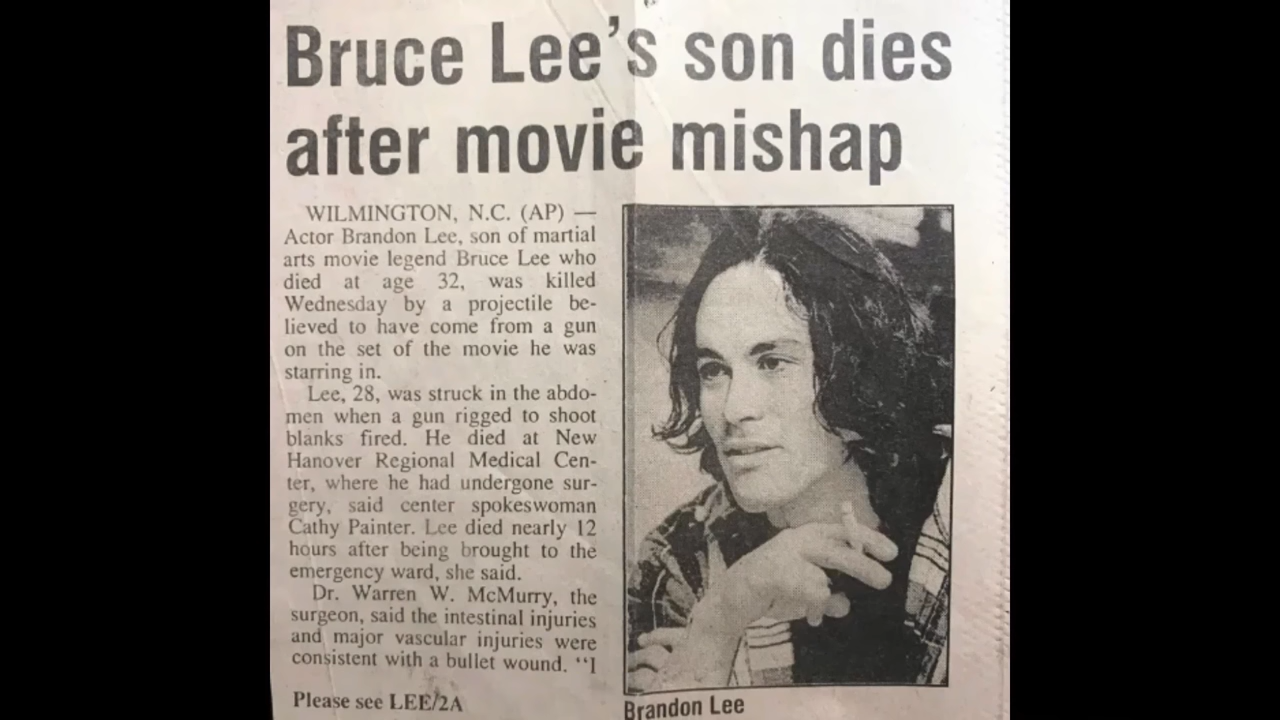 Bruce Lee's son dies
after movie mishap
WILMINGTON, N.C. (AP) —
Actor Brandon Lee, son of martial
arts movie legend Bruce Lee who
died at age 32, was killed
Wednesday by a projectile be-
lieved to have come from a gun
on the set of the movie he was
starring in.
Lee, 28, was struck in the abdo-
men when a gun rigged to shoot
blanks fired. He died at New
Hanover Regional Medical Cen-
ter, where he had undergone sur-
gery, said center spokeswoman
Cathy Painter. Lee died nearly 12
hours after being brought to the
emergency ward, she said.
Dr. Warren W. McMurry, the
surgeon, said the intestinal injuries
and major vascular injuries were
consistent with a bullet wound. "I
Please see LEE/2A
Brandon Lee